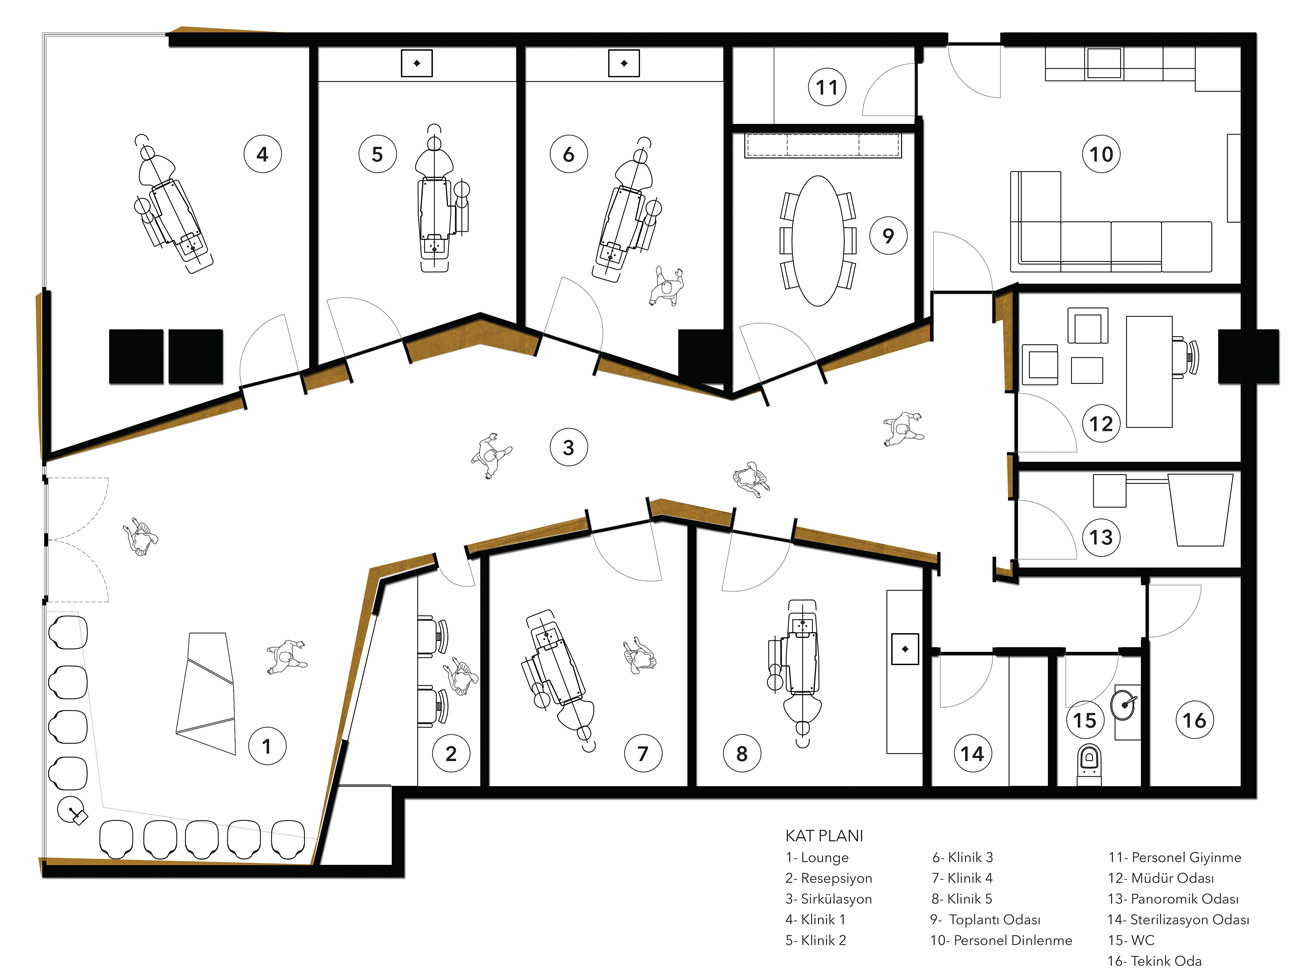 11
4
5
6
10
9
12
3
13
1
2
7
8
14
15
16
KAT PLANI
1- Lounge
2- Resepsiyon
3- Sirkülasyon
4- Klinik 1
5- Klinik 2
6- Klinik 3
7- Klinik 4
8- Klinik 5
9- Toplantı Odası
10- Personel Dinlenme
11- Personel Giyinme
12- Müdür Odası
13- Panoromik Odası
14- Sterilizasyon Odası
15- WC
16- Tekink Oda